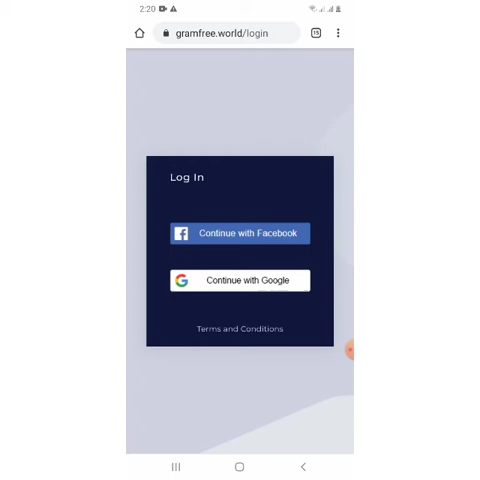 2:20
gramfree.world/login
15
Log In
Continue with Facebook
Continue with Google
Terms and Conditions